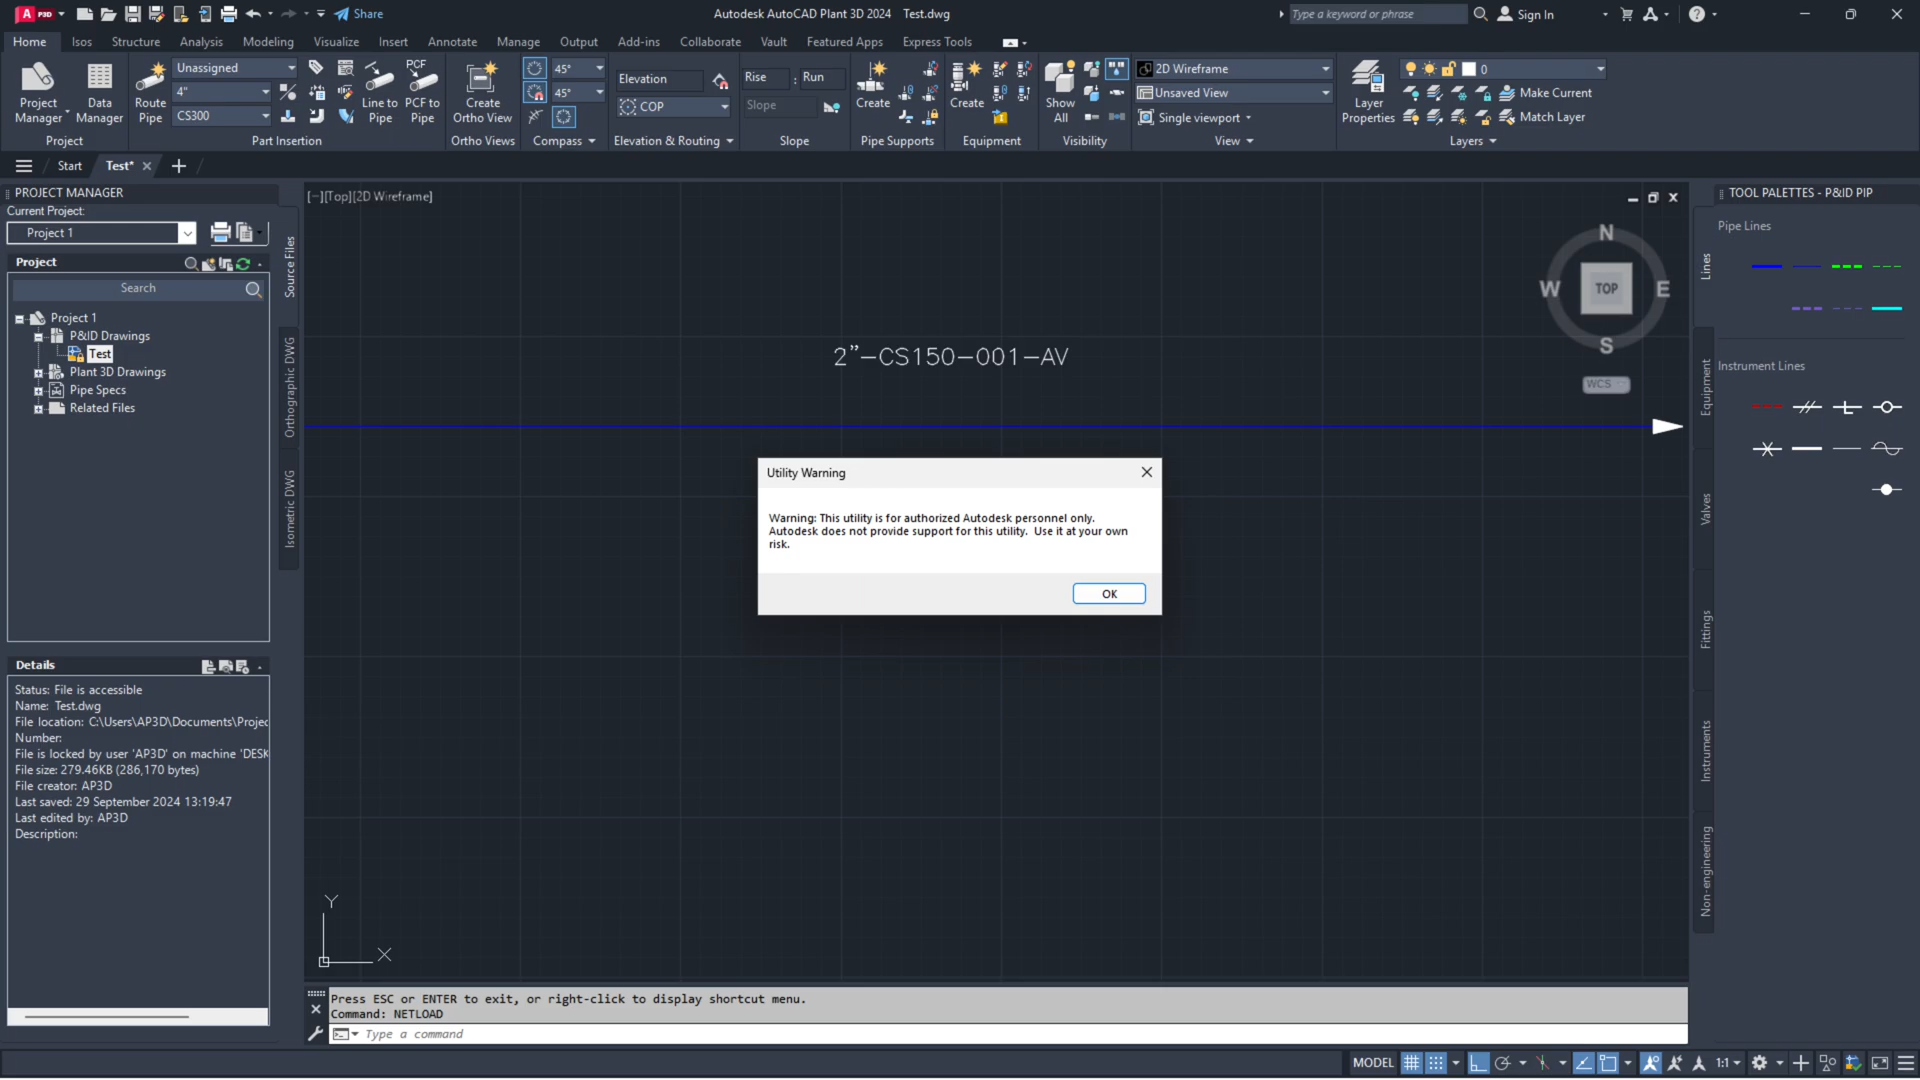 A P3D
Share
Autodesk AutoCAD Plant 3D 2024 Test.dwg
Type a keyword or phrase
Sign In
Home Isos Structure Analysis Modeling Visualize Insert Annotate Manage Output Add-ins Collaborate Vault Featured Apps Express Tools
Project Manager
Data Manager
Project
Route Pipe
Unassigned
4"
CS300
Line to Pipe
PCF to Pipe
PCF
Part Insertion
Create Ortho View
Ortho Views
45°
45°
Compass
Elevation
COP
Elevation & Routing
Rise : Run
Slope
Slope
Create
Pipe Supports
Create
Equipment
Show All
Visibility
2D Wireframe
Unsaved View
Single viewport
View
Layer Properties
0
Make Current
Match Layer
Layers
Start Test*
PROJECT MANAGER
Current Project:
Project 1
Project
Search
Project 1
P&ID Drawings
Test
Plant 3D Drawings
Pipe Specs
Related Files
Source Files
Orthographic DWG
Isometric DWG
Details
Status: File is accessible
Name: Test.dwg
File location: C:\Users\AP3D\Documents\Projec
Number:
File is locked by user 'AP3D' on machine 'DESK
File size: 279.46KB (286,170 bytes)
File creator: AP3D
Last saved: 29 September 2024 13:19:47
Last edited by: AP3D
Description:
[−][Top][2D Wireframe]
2"-CS150-001-AV
N
W TOP E
S
WCS
Utility Warning
Warning: This utility is for authorized Autodesk personnel only.
Autodesk does not provide support for this utility. Use it at your own
risk.
OK
Y
X
TOOL PALETTES - P&ID PIP
Pipe Lines
Instrument Lines
Lines
Equipment
Valves
Fittings
Instruments
Non-engineering
Press ESC or ENTER to exit, or right-click to display shortcut menu.
Command: NETLOAD
Type a command
MODEL
1:1